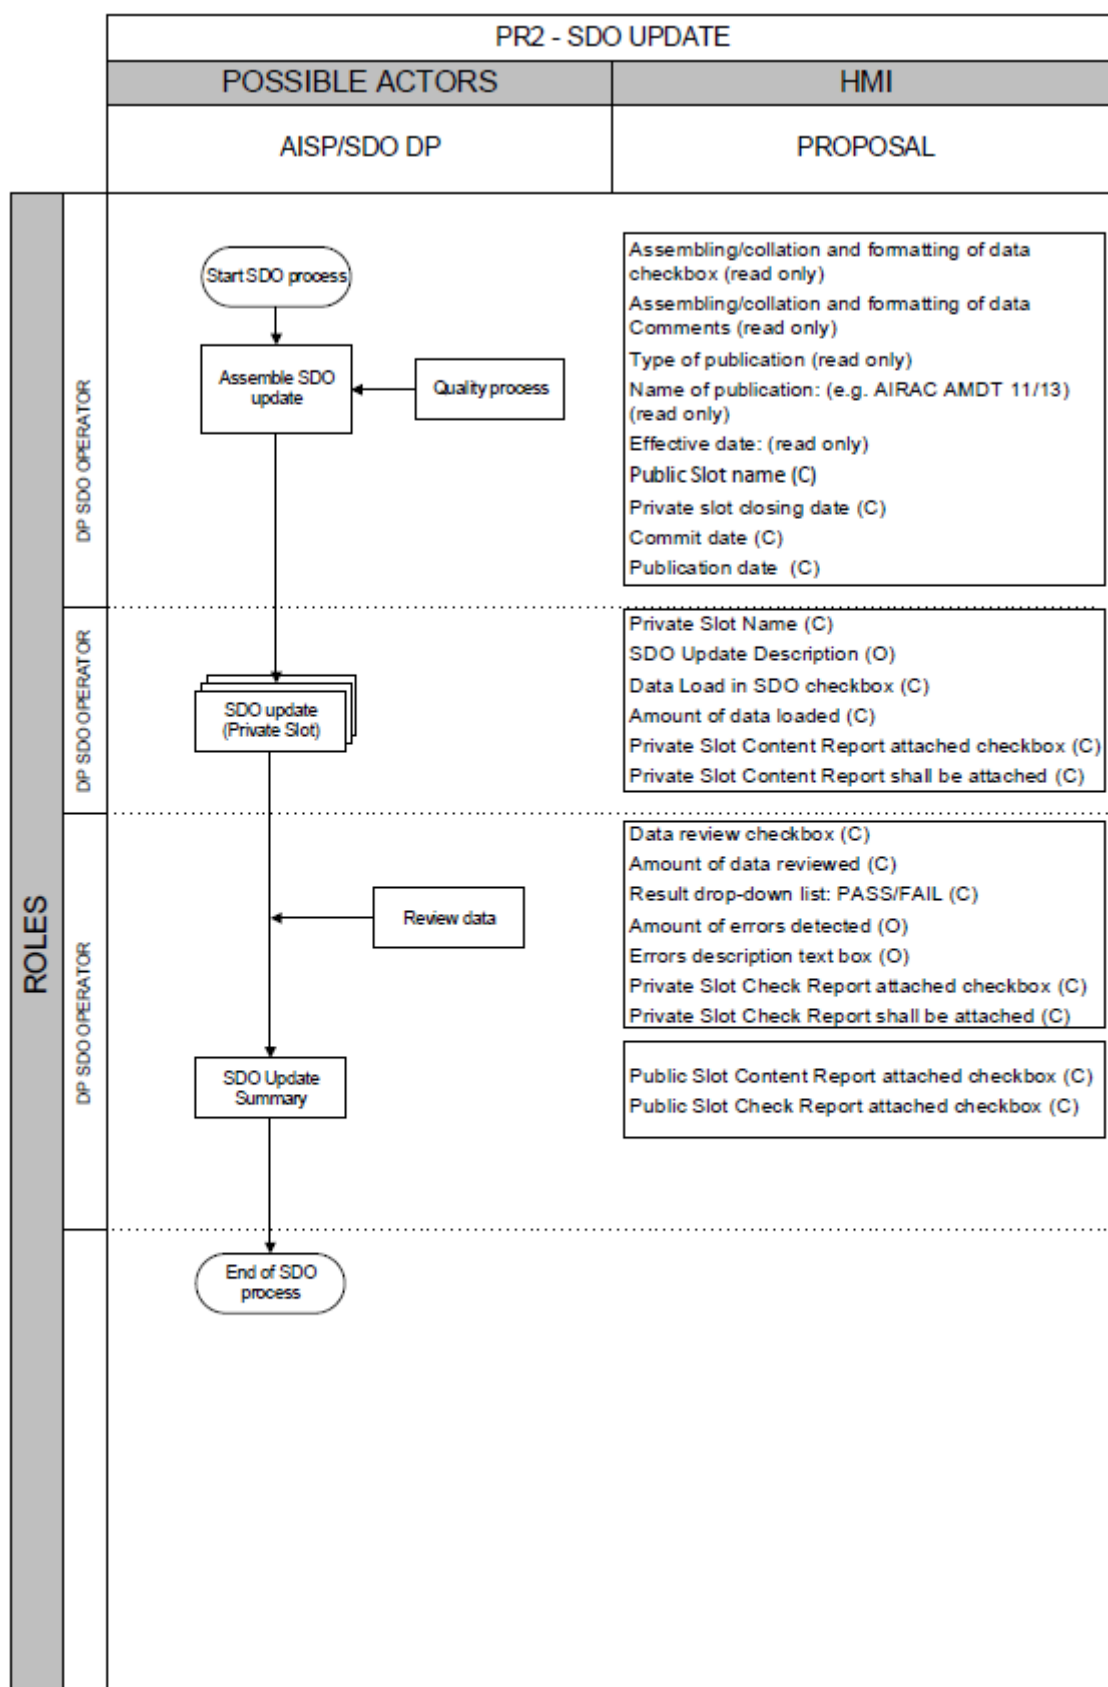 PR2 - SDO UPDATE
POSSIBLE ACTORS
HMI
AISP/SDO DP
PROPOSAL
ROLES
DP SDO OPERATOR
Start SDO process
Assemble SDO
update
Quality process
Assembling/collation and formatting of data
checkbox (read only)
Assembling/collation and formatting of data
Comments (read only)
Type of publication (read only)
Name of publication: (e.g. AIRAC AMDT 11/13)
(read only)
Effective date: (read only)
Public Slot name (C)
Private slot closing date (C)
Commit date (C)
Publication date (C)
DP SDO OPERATOR
SDO update
(Private Slot)
Private Slot Name (C)
SDO Update Description (O)
Data Load in SDO checkbox (C)
Amount of data loaded (C)
Private Slot Content Report attached checkbox (C)
Private Slot Content Report shall be attached (C)
DP SDO OPERATOR
Review data
Data review checkbox (C)
Amount of data reviewed (C)
Result drop-down list: PASS/FAIL (C)
Amount of errors detected (O)
Errors description text box (O)
Private Slot Check Report attached checkbox (C)
Private Slot Check Report shall be attached (C)
SDO Update
Summary
Public Slot Content Report attached checkbox (C)
Public Slot Check Report attached checkbox (C)
End of SDO
process